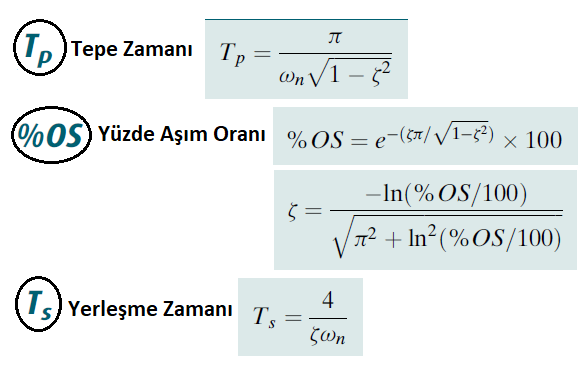 Tp Tepe Zamanı Tp = π / ωn√1 − ζ²
%OS Yüzde Aşım Oranı %OS = e^−(ζπ/√1−ζ²) × 100
ζ = −ln(%OS/100) / √π² + ln²(%OS/100)
Ts Yerleşme Zamanı Ts = 4 / ζωn